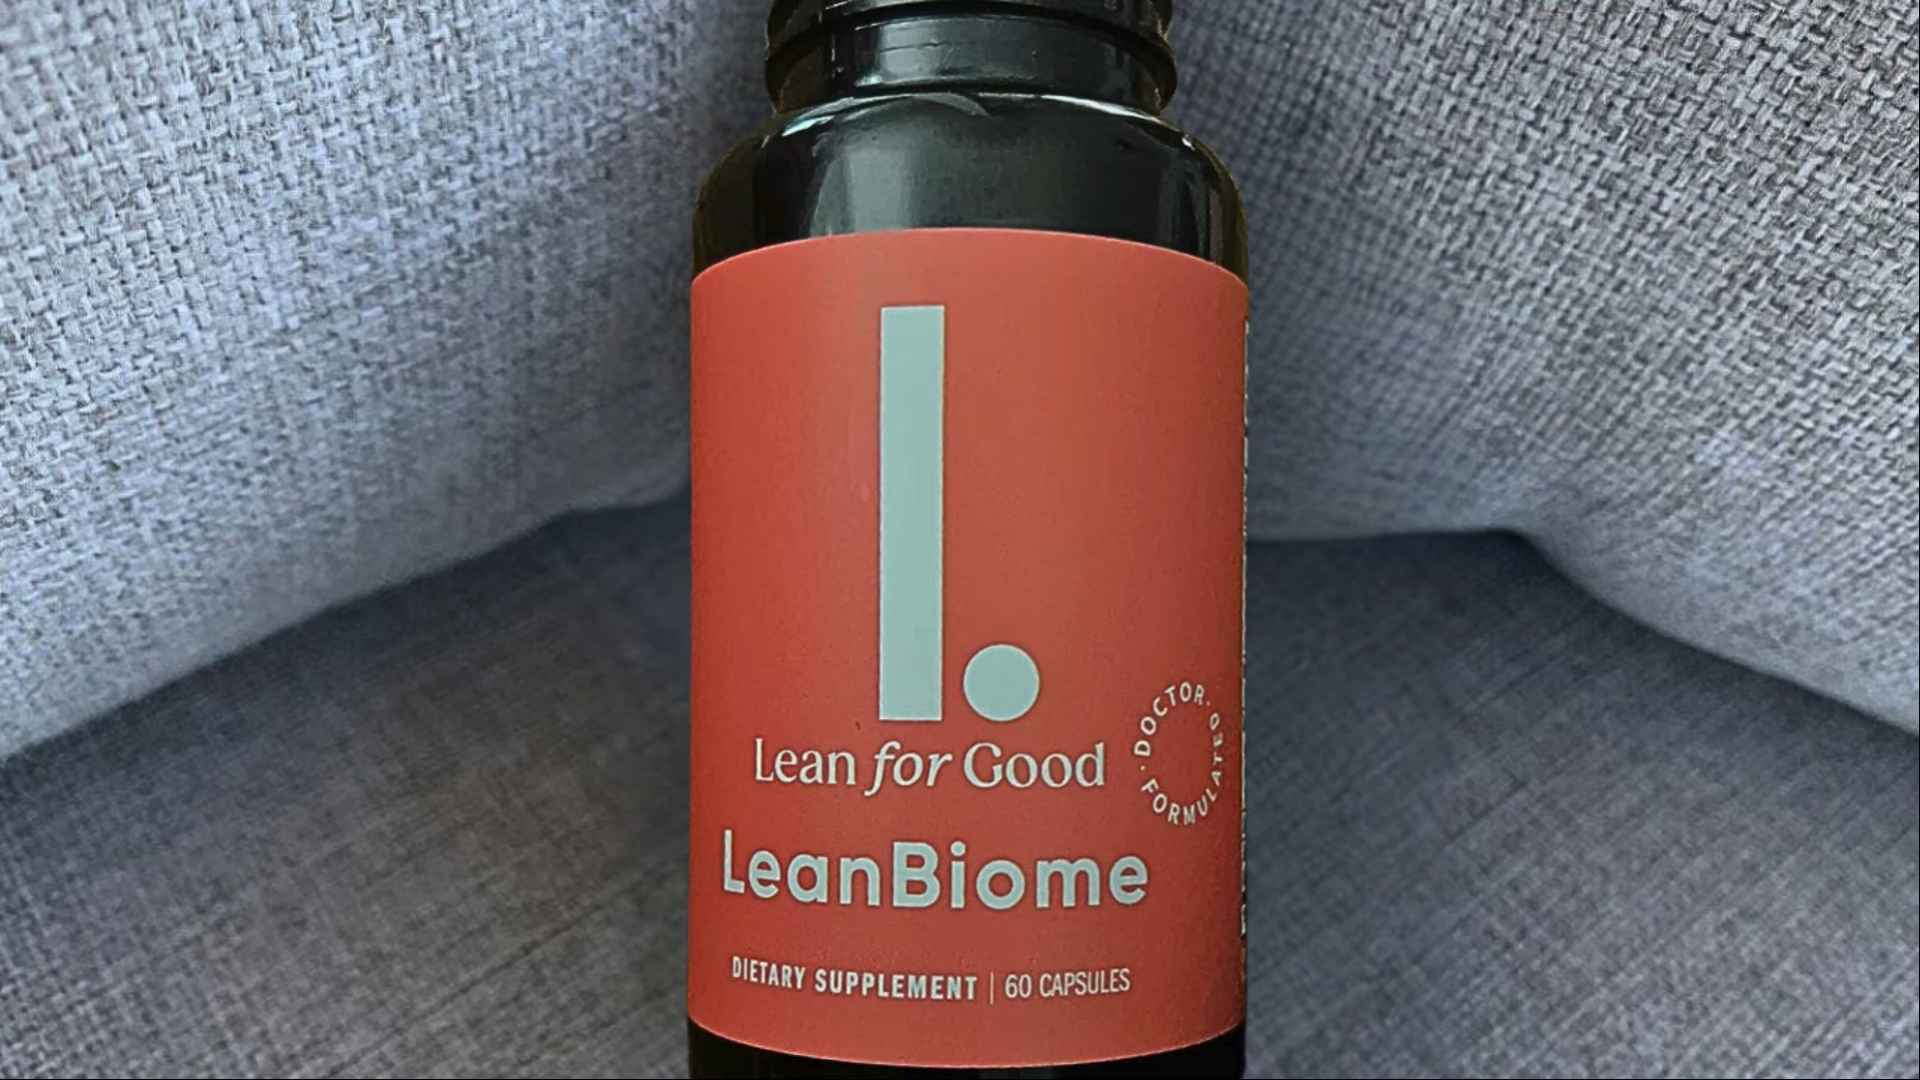 l.
Lean for Good
· DOCTOR · FORMULATED
LeanBiome
DIETARY SUPPLEMENT | 60 CAPSULES